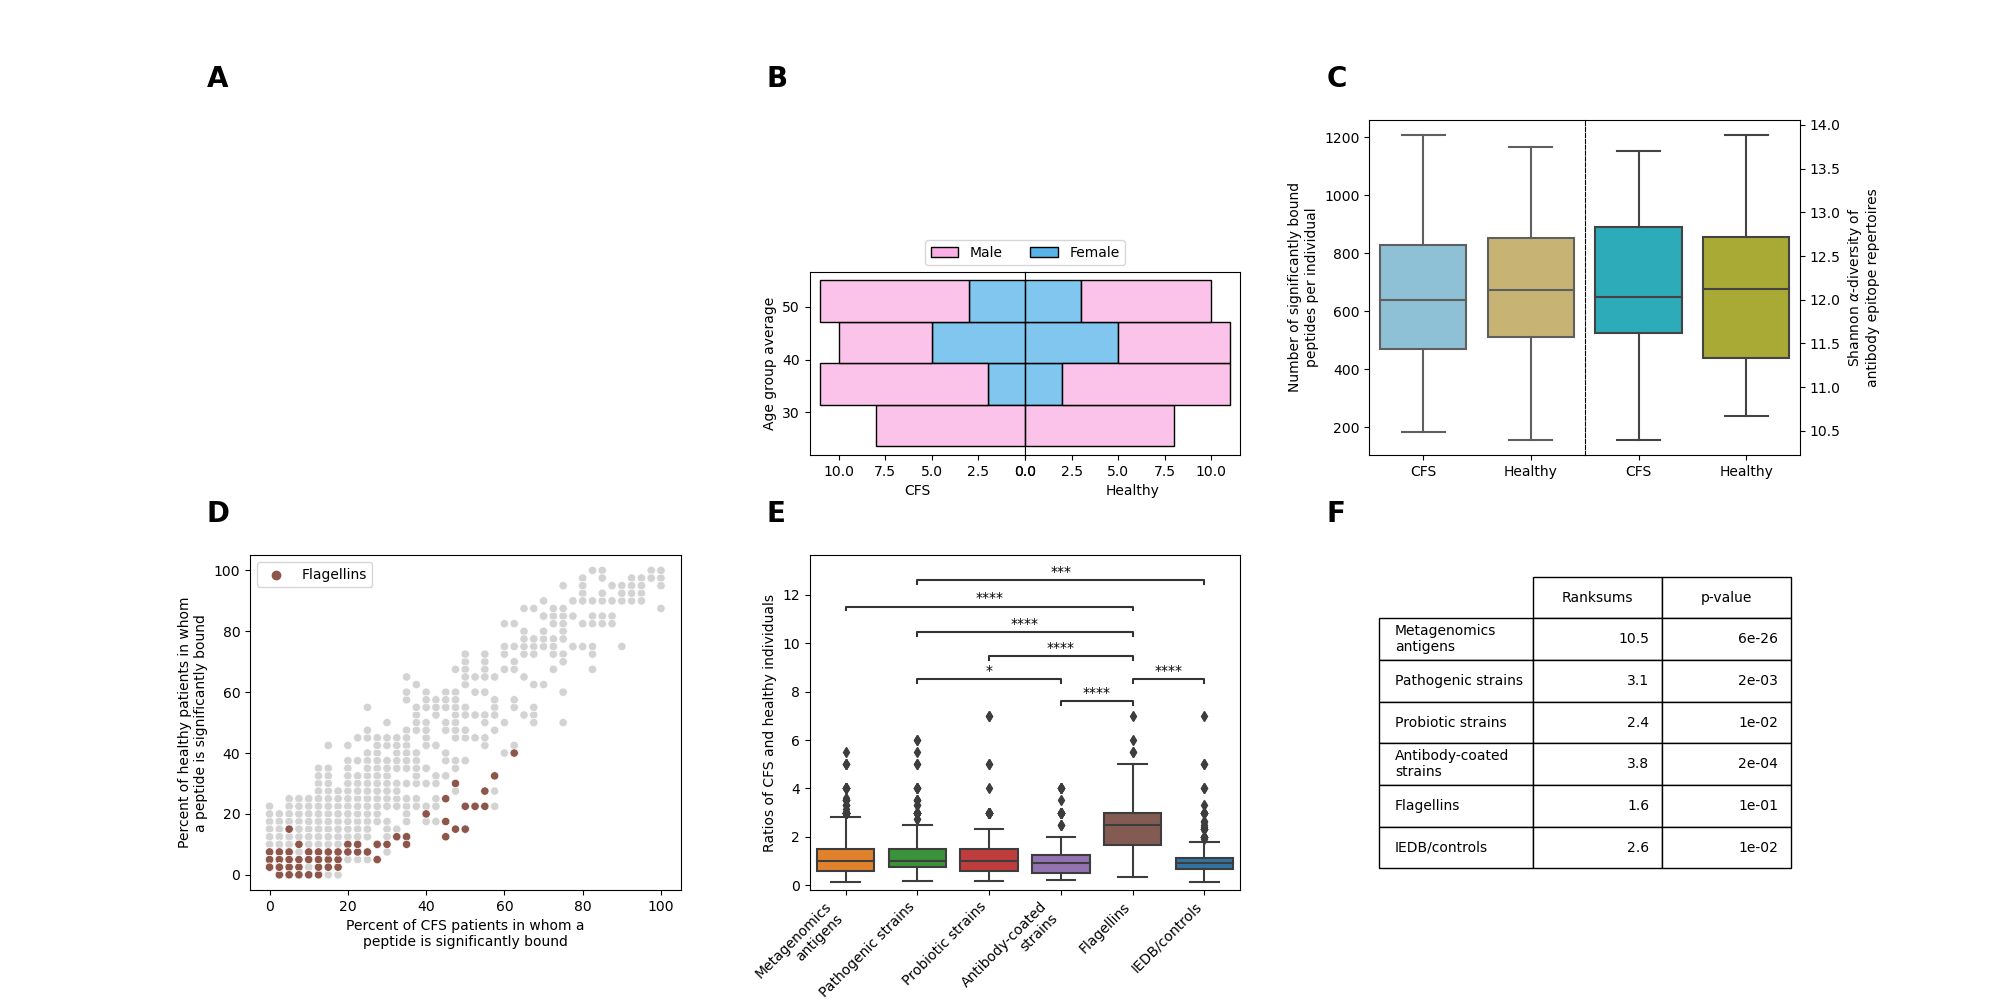 A
B
Male
Female
Age group average
50
40
30
10.0
7.5
5.0
2.5
0.0
0.0
2.5
5.0
7.5
10.0
CFS
Healthy
C
Number of significantly bound
peptides per individual
1200
1000
800
600
400
200
14.0
13.5
13.0
12.5
12.0
11.5
11.0
10.5
Shannon α-diversity of
antibody epitope repertoires
CFS
Healthy
CFS
Healthy
D
Flagellins
Percent of healthy patients in whom
a peptide is significantly bound
100
80
60
40
20
0
0
20
40
60
80
100
Percent of CFS patients in whom a
peptide is significantly bound
E
Ratios of CFS and healthy individuals
12
10
8
6
4
2
0
***
****
****
****
*
****
****
Metagenomics
antigens
Pathogenic strains
Probiotic strains
Antibody-coated
strains
Flagellins
IEDB/controls
F
Ranksums p-value
Metagenomics
antigens
10.5 6e-26
Pathogenic strains 3.1 2e-03
Probiotic strains 2.4 1e-02
Antibody-coated
strains
3.8 2e-04
Flagellins 1.6 1e-01
IEDB/controls 2.6 1e-02